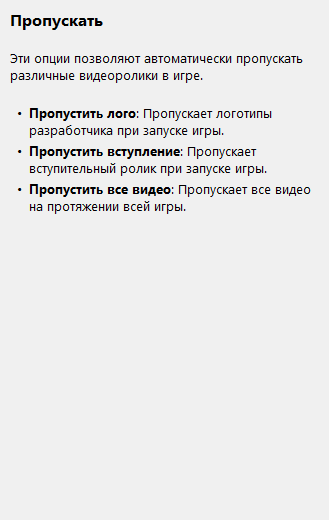 Пропускать
Эти опции позволяют автоматически пропускать
различные видеоролики в игре.
• Пропустить лого: Пропускает логотипы
разработчика при запуске игры.
• Пропустить вступление: Пропускает
вступительный ролик при запуске игры.
• Пропустить все видео: Пропускает все видео
на протяжении всей игры.